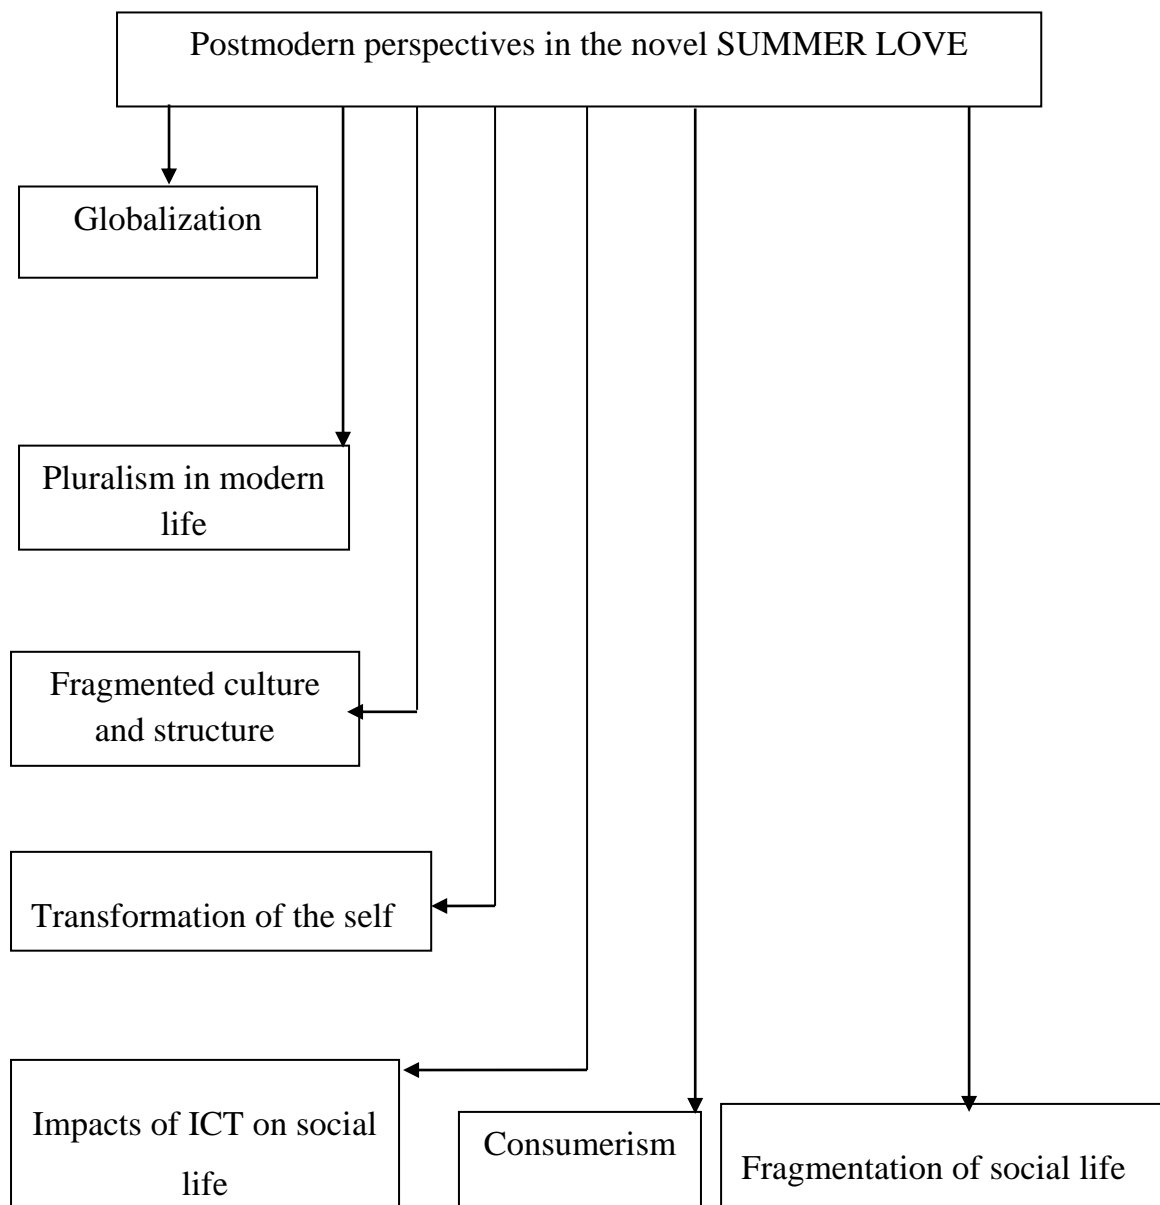 Postmodern perspectives in the novel SUMMER LOVE
Globalization
Pluralism in modern
life
Fragmented culture
and structure
Transformation of the self
Impacts of ICT on social
life
Consumerism
Fragmentation of social life